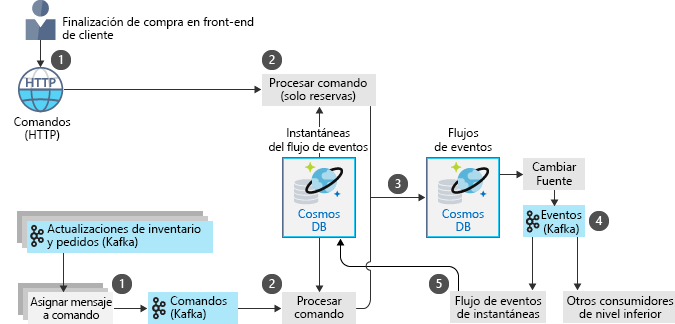 Finalización de compra en front-end
de cliente
1
HTTP
Comandos
(HTTP)
2
Procesar comando
(solo reservas)
Instantáneas
del flujo de eventos
Cosmos
DB
3
Flujos
de eventos
Cosmos
DB
Cambiar
Fuente
Eventos
(Kafka)
4
Actualizaciones de inventario
y pedidos (Kafka)
1
Asignar mensaje
a comando
Comandos
(Kafka)
2
Procesar
comando
5
Flujo de eventos
de instantáneas
Otros consumidores
de nivel inferior